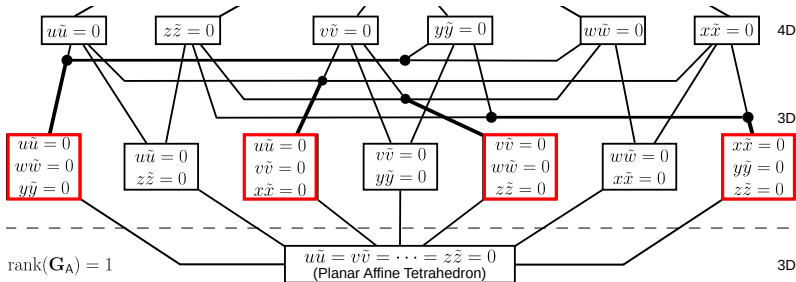 uũ = 0
zz̃ = 0
vṽ = 0
yỹ = 0
ww̃ = 0
xx̃ = 0
4D
3D
uũ = 0
ww̃ = 0
yỹ = 0
uũ = 0
zz̃ = 0
uũ = 0
vṽ = 0
xx̃ = 0
vṽ = 0
yỹ = 0
vṽ = 0
ww̃ = 0
zz̃ = 0
ww̃ = 0
xx̃ = 0
xx̃ = 0
yỹ = 0
zz̃ = 0
rank(G_A) = 1
uũ = vṽ = ⋯ = zz̃ = 0
(Planar Affine Tetrahedron)
3D